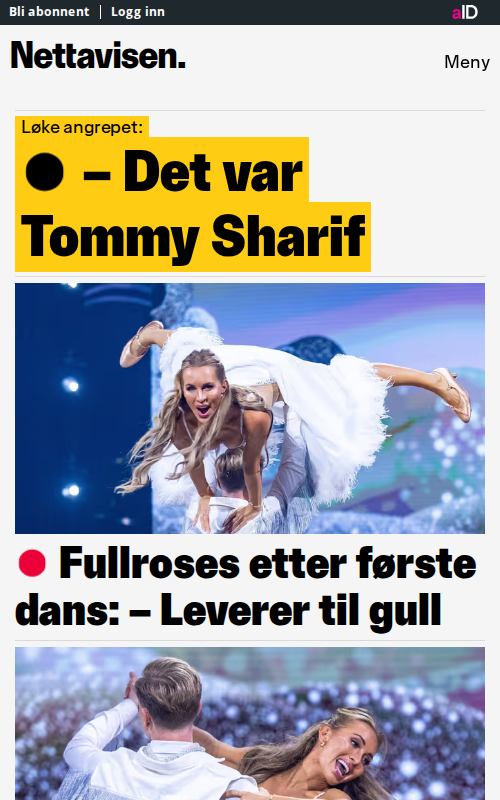 Bli abonnent | Logg inn
aID
Nettavisen.
Meny
Løke angrepet:
– Det var
Tommy Sharif
Fullroses etter første
dans: – Leverer til gull